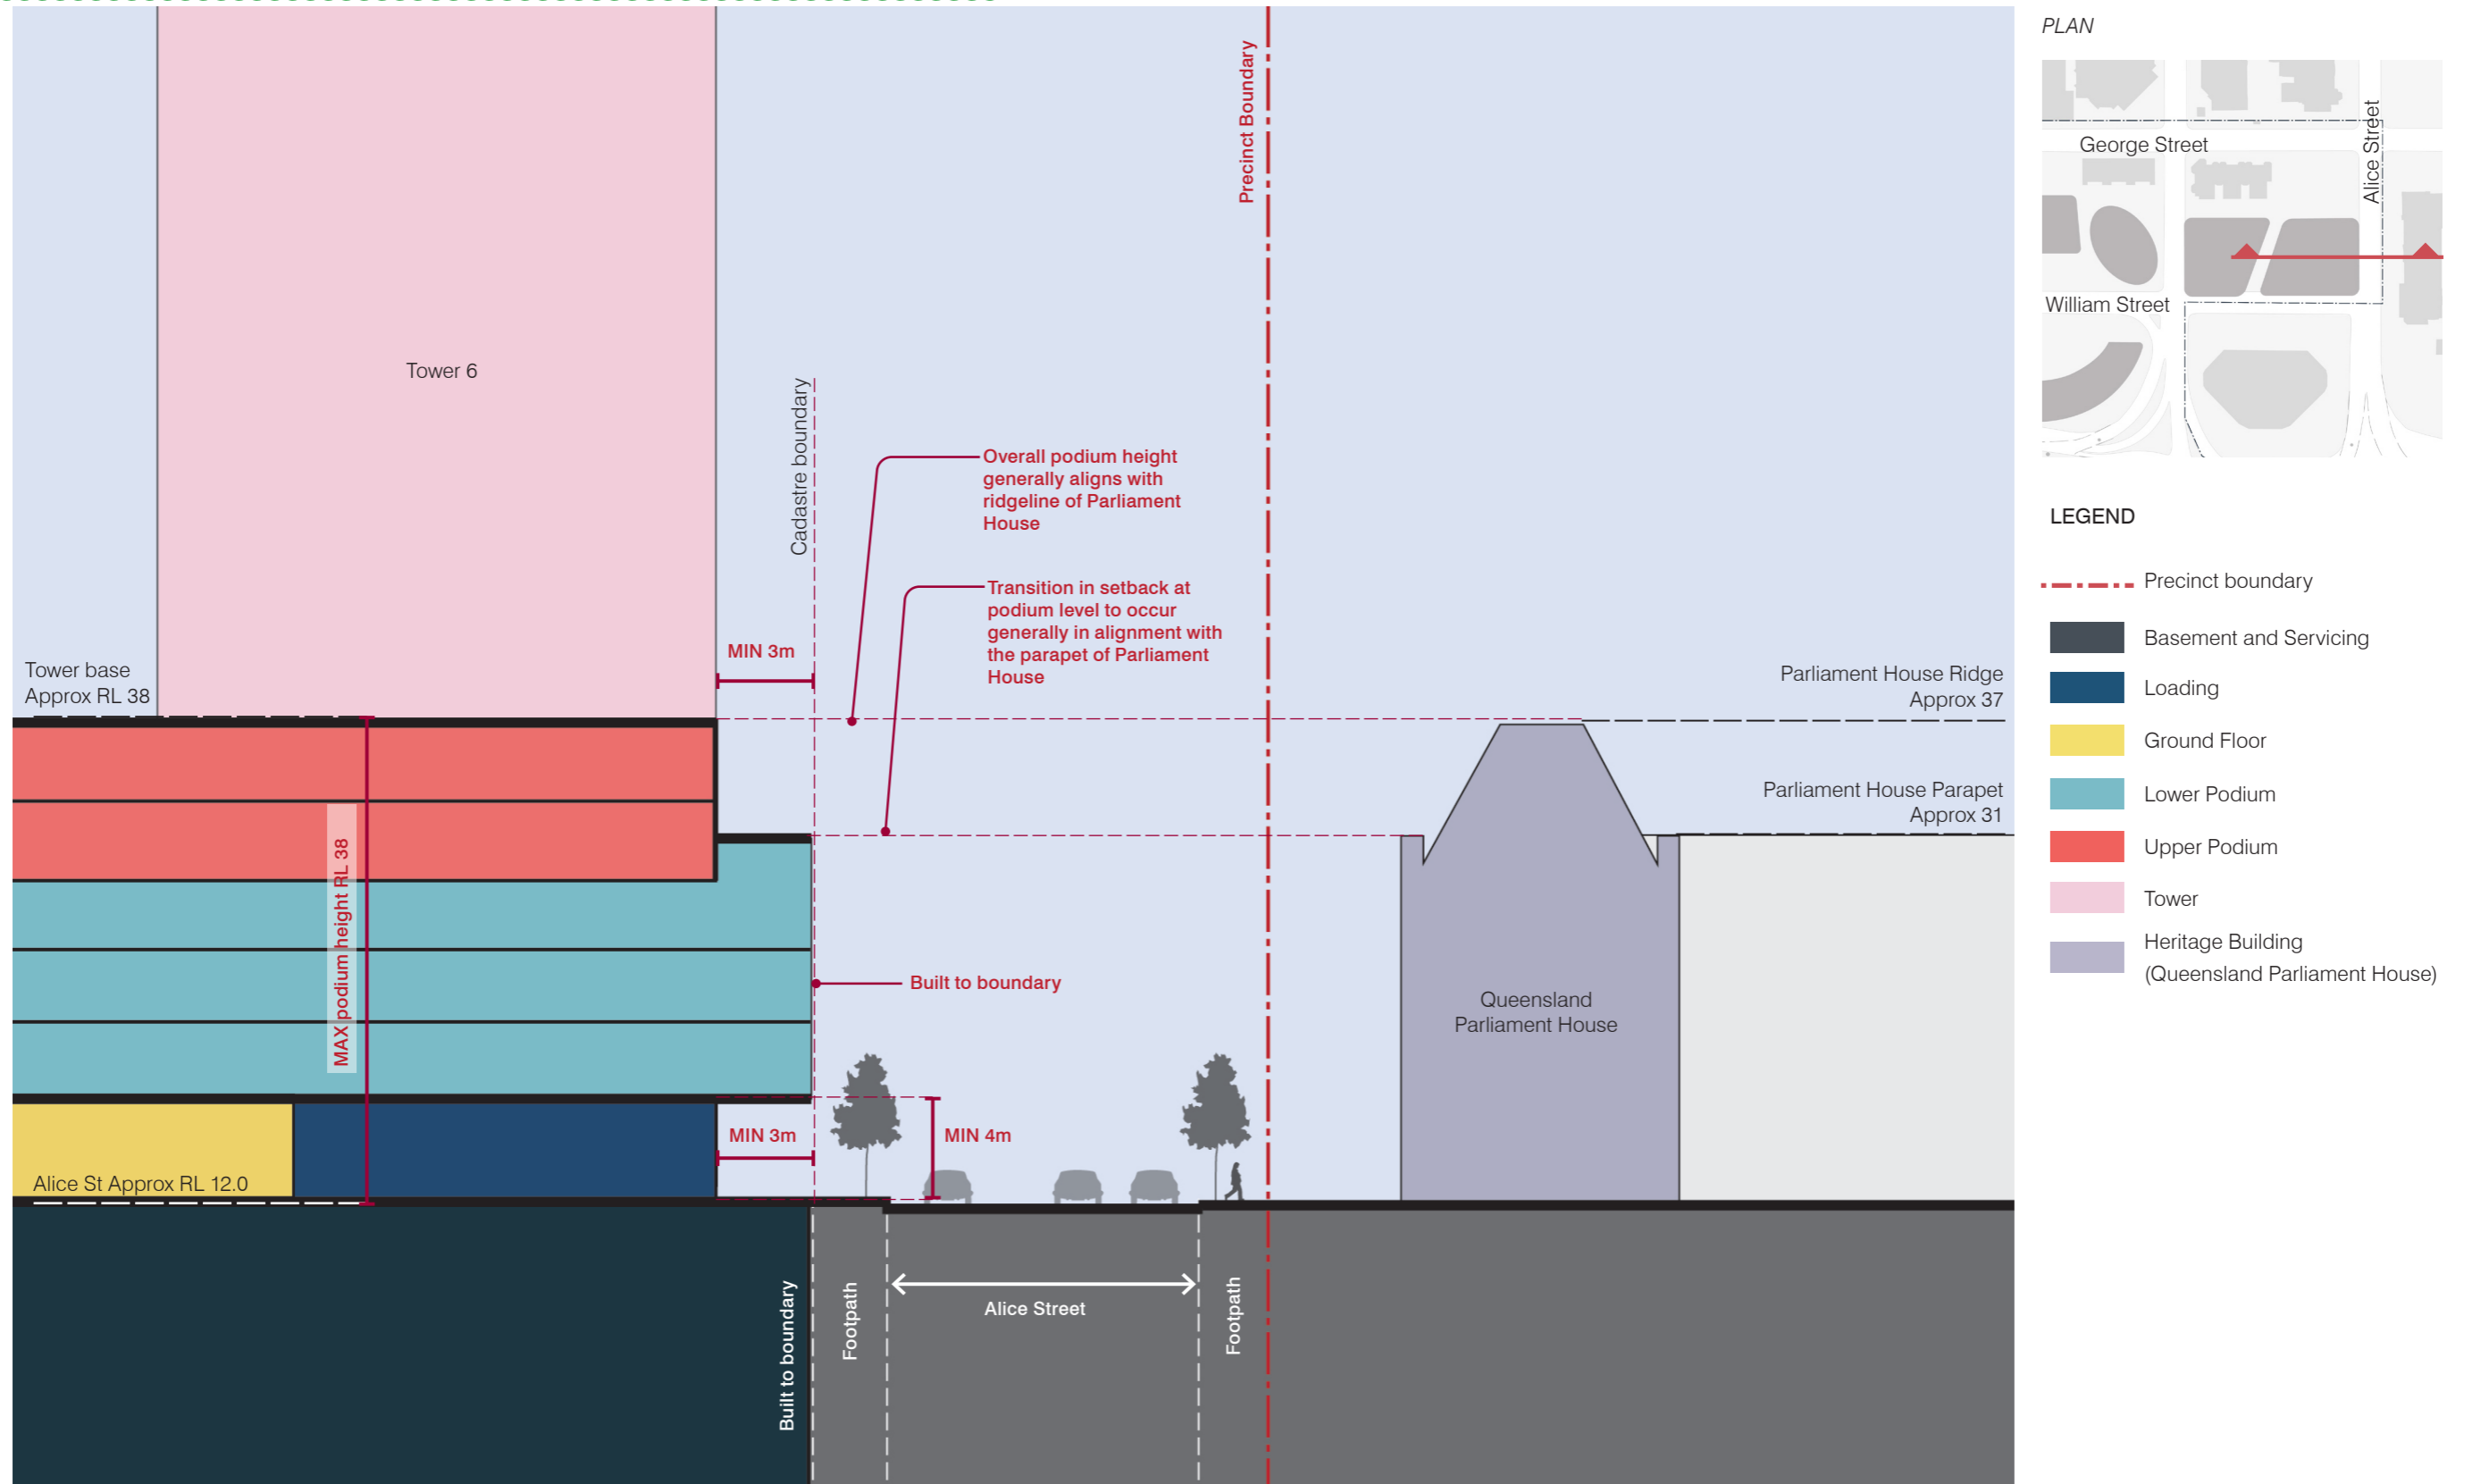 Precinct Boundary
Tower 6
Cadastre boundary
Overall podium height
generally aligns with
ridgeline of Parliament
House
Transition in setback at
podium level to occur
generally in alignment with
the parapet of Parliament
House
MIN 3m
Tower base
Approx RL 38
Parliament House Ridge
Approx 37
Parliament House Parapet
Approx 31
MAX podium height RL 38
Built to boundary
Queensland
Parliament House
MIN 3m
MIN 4m
Alice St Approx RL 12.0
Built to boundary
Footpath
Alice Street
Footpath
PLAN
George Street
Alice Street
William Street
LEGEND
Precinct boundary
Basement and Servicing
Loading
Ground Floor
Lower Podium
Upper Podium
Tower
Heritage Building
(Queensland Parliament House)